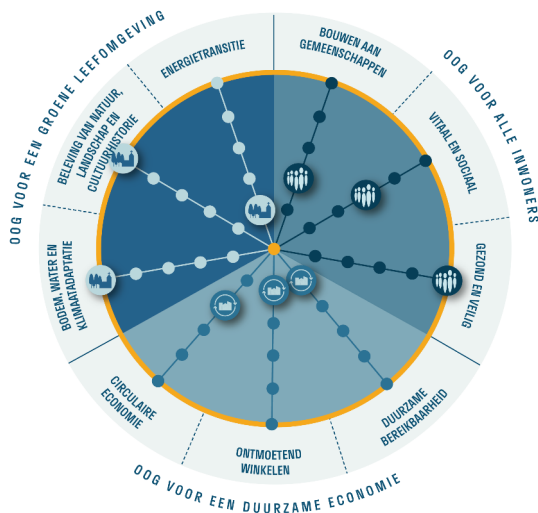 OOG VOOR EEN GROENE LEEFOMGEVING
ENERGIETRANSITIE
BELEVING VAN NATUUR,
LANDSCHAP EN
CULTUURHISTORIE
BODEM, WATER EN
KLIMAATADAPTATIE
OOG VOOR ALLE INWONERS
BOUWEN AAN
GEMEENSCHAPPEN
VITAAL EN SOCIAAL
GEZOND EN VEILIG
DUURZAME
BEREIKBAARHEID
ONTMOETEND
WINKELEN
CIRCULAIRE
ECONOMIE
OOG VOOR EEN DUURZAME ECONOMIE